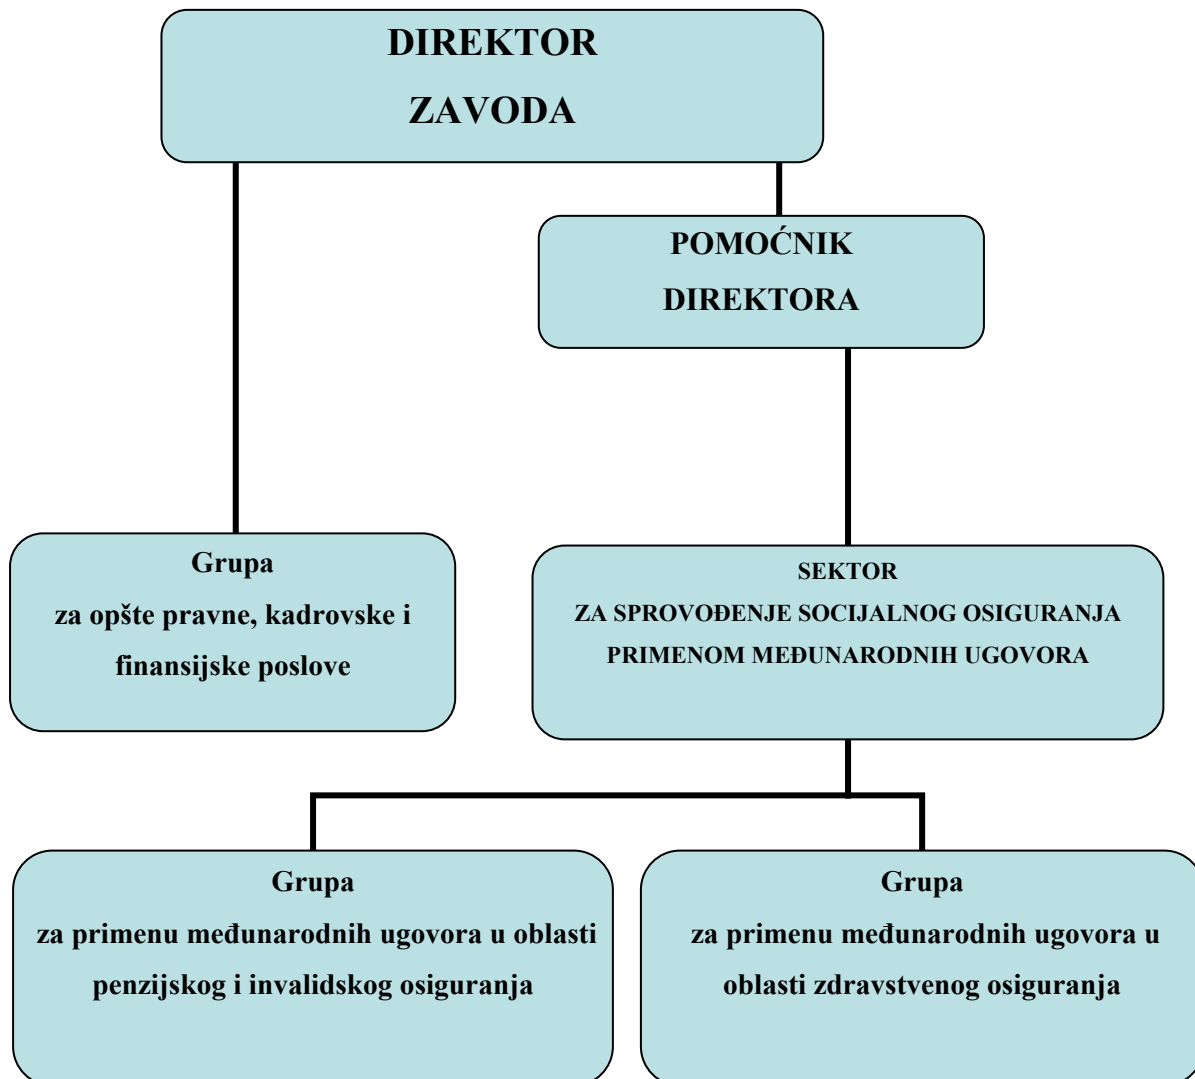 DIREKTOR
ZAVODA
POMOĆNIK
DIREKTORA
Grupa
za opšte pravne, kadrovske i
finansijske poslove
SEKTOR
ZA SPROVOĐENJE SOCIJALNOG OSIGURANJA
PRIMENOM MEĐUNARODNIH UGOVORA
Grupa
za primenu međunarodnih ugovora u oblasti
penzijskog i invalidskog osiguranja
Grupa
za primenu međunarodnih ugovora u
oblasti zdravstvenog osiguranja